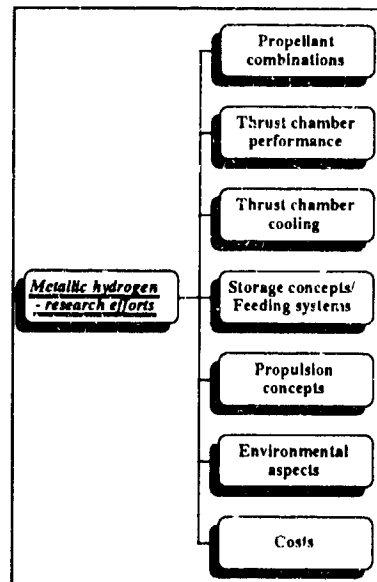 Propellant
combinations
Thrust chamber
performance
Thrust chamber
cooling
Metallic hydrogen
- research efforts
Storage concepts/
Feeding systems
Propulsion
concepts
Environmental
aspects
Costs